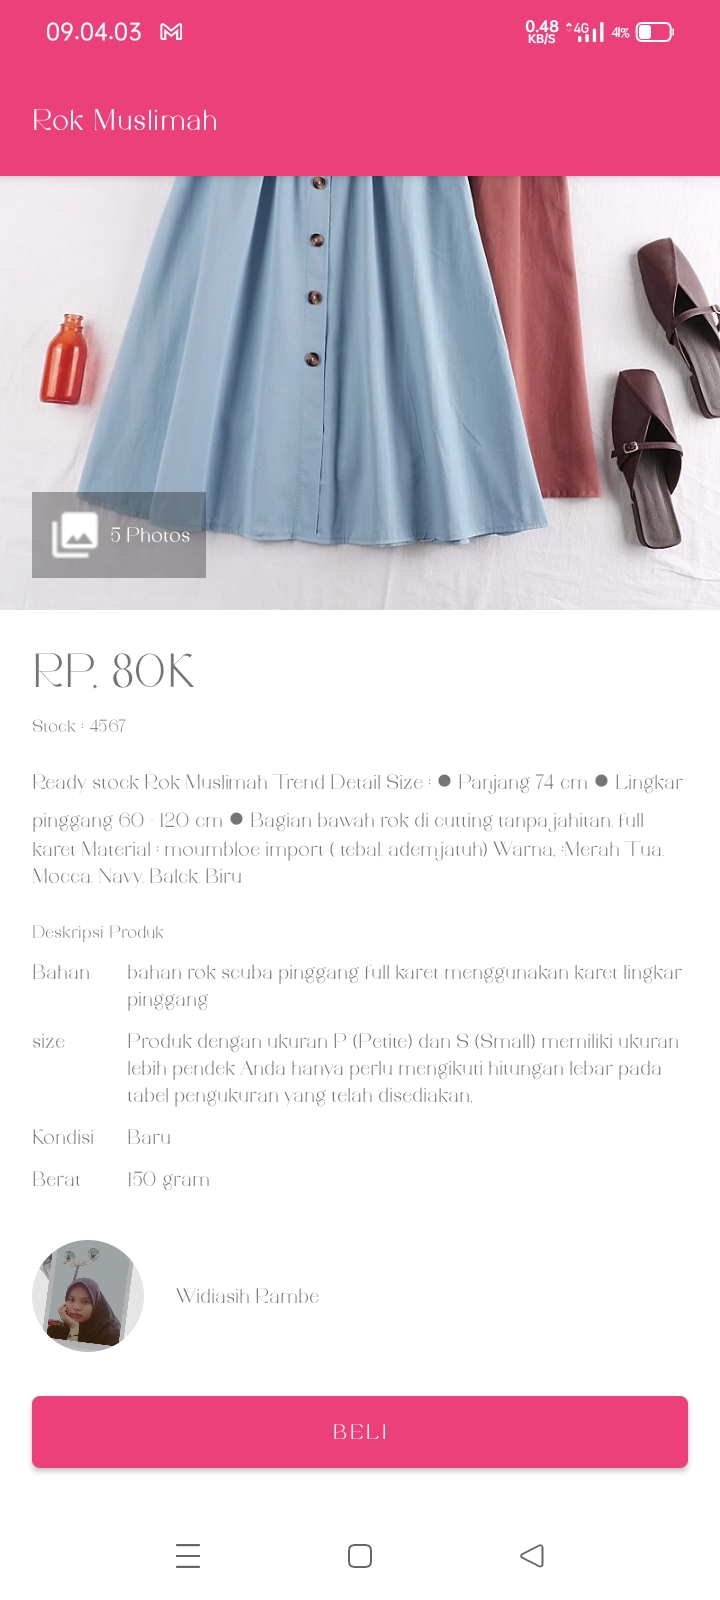 09.04.03
0.48 KB/S 4G 41%
Rok Muslimah
5 Photos
RP. 80K
Stock : 4567
Ready stock Rok Muslimah Trend Detail Size : ● Panjang 74 cm ● Lingkar
pinggang 60 - 120 cm ● Bagian bawah rok di cutting tanpa jahitan. full
karet Material : moumbloe import ( tebal. adem,jatuh) Warna, :Merah Tua.
Mocca. Navy. Balck. Biru
Deskripsi Produk
Bahan bahan rok scuba pinggang full karet menggunakan karet lingkar
pinggang
size Produk dengan ukuran P (Petite) dan S (Small) memiliki ukuran
lebih pendek Anda hanya perlu mengikuti hitungan lebar pada
tabel pengukuran yang telah disediakan.
Kondisi Baru
Berat 150 gram
Widiasih Rambe
BELI